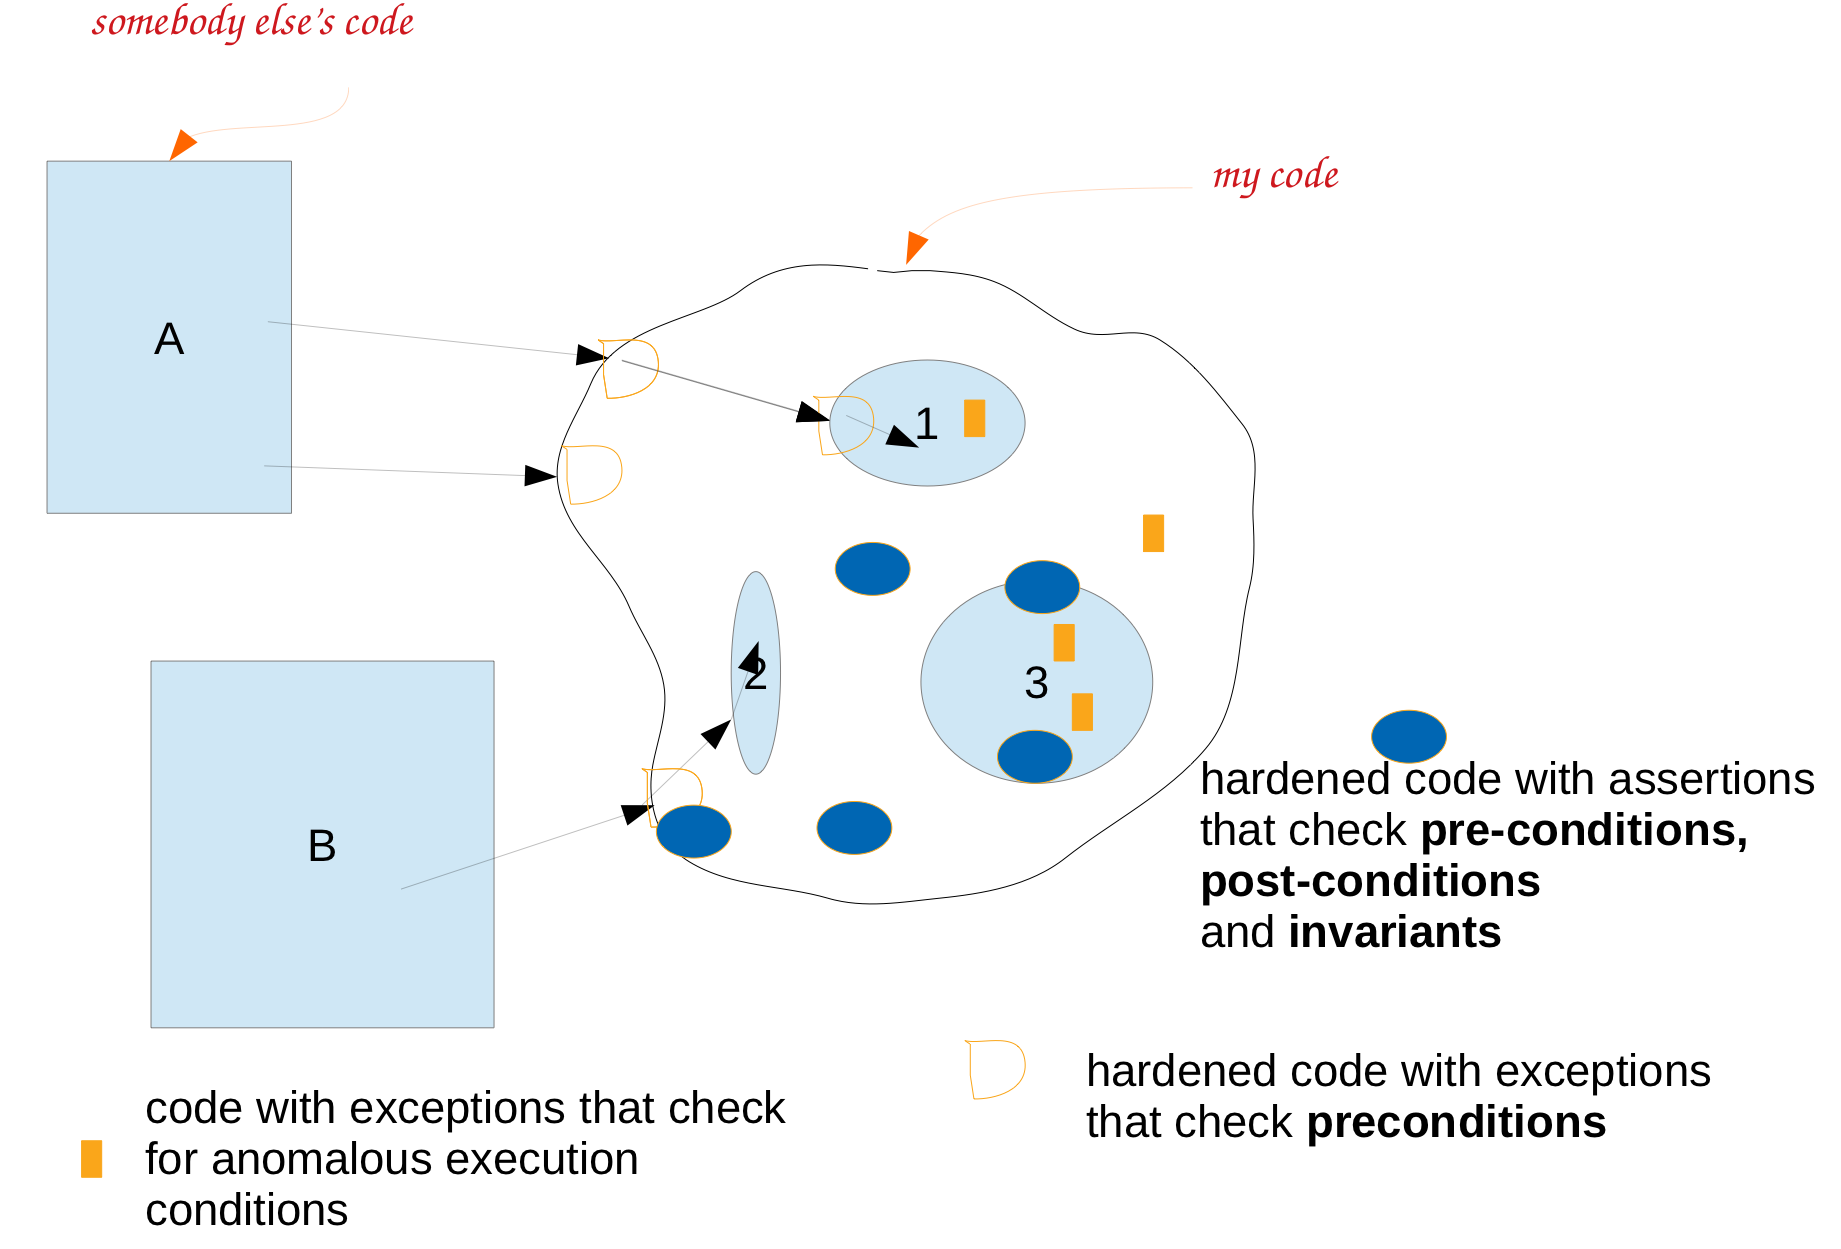 somebody else's code
my code
A
1
2
3
B
hardened code with assertions
that check pre-conditions,
post-conditions
and invariants
hardened code with exceptions
that check preconditions
code with exceptions that check
for anomalous execution
conditions